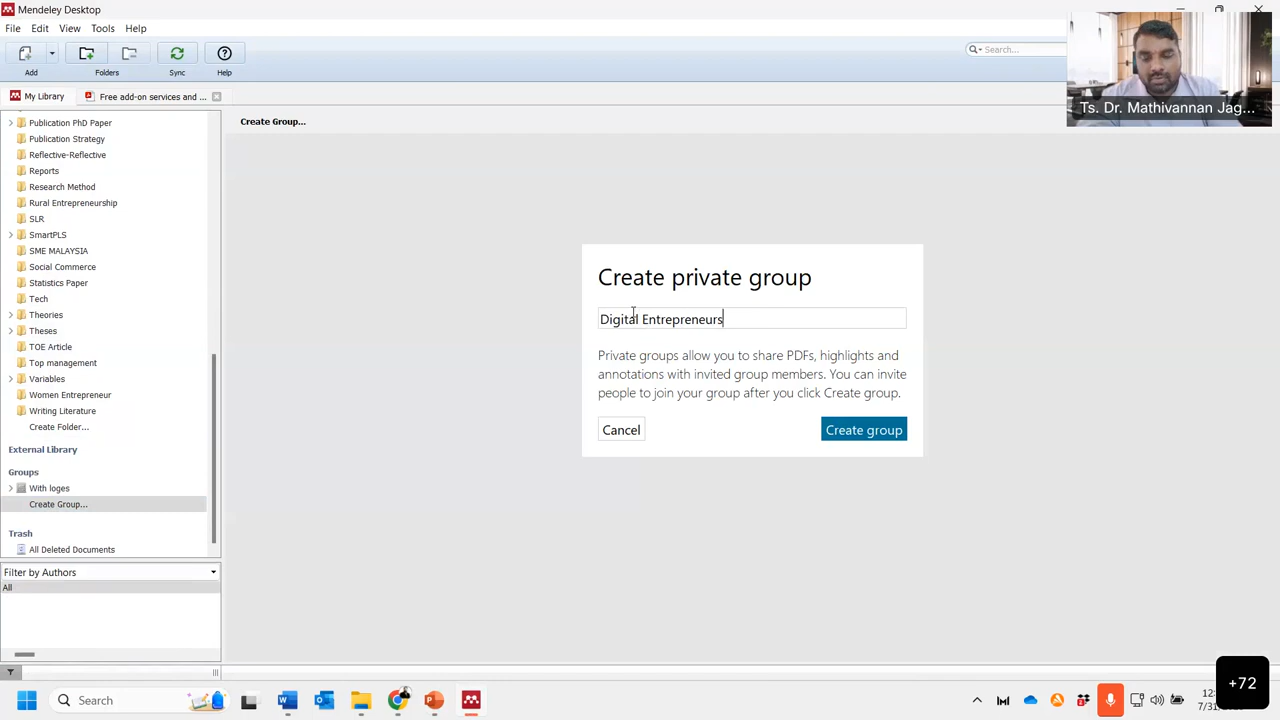 Mendeley Desktop
File Edit View Tools Help
Search...
Add Folders Sync Help
My Library Free add-on services and ...
Ts. Dr. Mathivannan Jag...
Create Group...
Publication PhD Paper
Publication Strategy
Reflective-Reflective
Reports
Research Method
Rural Entrepreneurship
SLR
SmartPLS
SME MALAYSIA
Social Commerce
Statistics Paper
Tech
Theories
Theses
TOE Article
Top management
Variables
Women Entrepreneur
Writing Literature
Create Folder...
External Library
Groups
With loges
Create Group...
Trash
All Deleted Documents
Filter by Authors
All
Create private group
Digital Entrepreneurs
Private groups allow you to share PDFs, highlights and
annotations with invited group members. You can invite
people to join your group after you click Create group.
Cancel Create group
+72
Search
7/31/